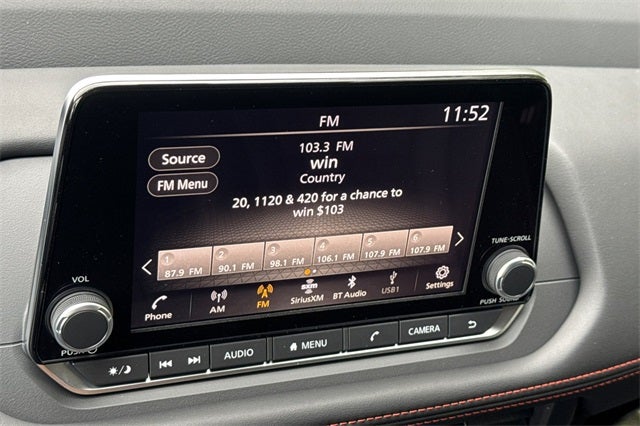 FM
11:52
103.3 FM
win
Country
Source
FM Menu
20, 1120 & 420 for a chance to
win $103
1
2
3
4
5
6
87.9 FM
90.1 FM
98.1 FM
106.1 FM
107.9 FM
107.9 FM
Phone
AM
FM
sxm
SiriusXM
BT Audio
USB1
Settings
VOL
PUSH
TUNE·SCROLL
PUSH SOUND
AUDIO
MENU
CAMERA